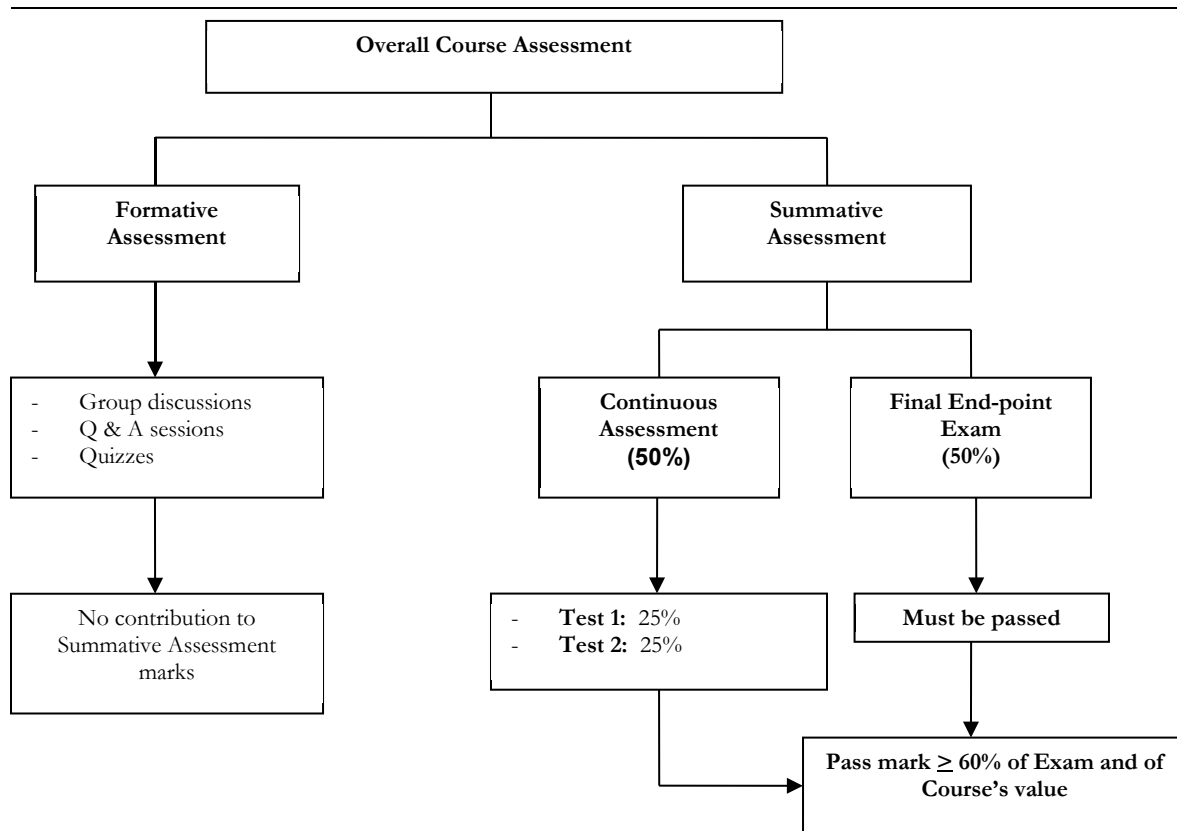 Overall Course Assessment
Formative
Assessment
Summative
Assessment
- Group discussions
- Q & A sessions
- Quizzes
Continuous
Assessment
(50%)
Final End-point
Exam
(50%)
No contribution to
Summative Assessment
marks
- Test 1: 25%
- Test 2: 25%
Must be passed
Pass mark ≥ 60% of Exam and of
Course’s value